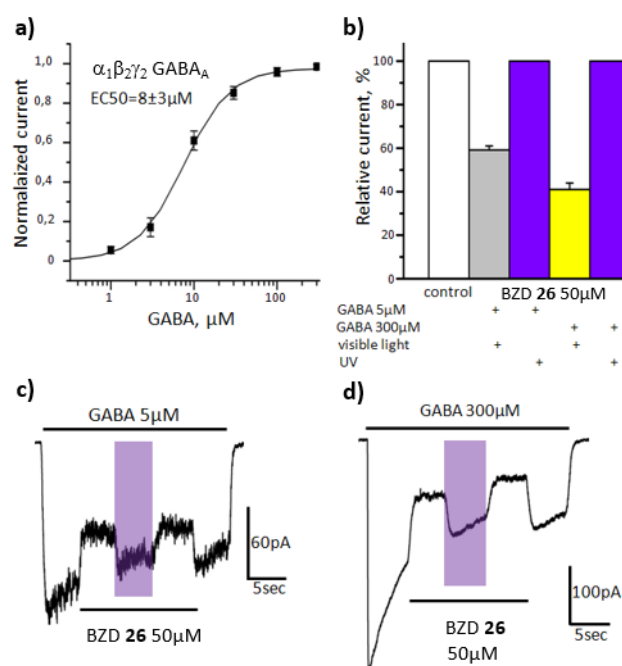 a)
α₁β₂γ₂ GABA_A
EC50=8±3µM
Normalaized current
1,0
0,8
0,6
0,4
0,2
0
1
10
100
GABA, µM
b)
Relative current, %
100
80
60
40
20
0
control
BZD 26 50µM
GABA 5µM + +
GABA 300µM + +
visible light + +
UV + +
c)
GABA 5µM
60pA
5sec
BZD 26 50µM
d)
GABA 300µM
100pA
5sec
BZD 26
50µM